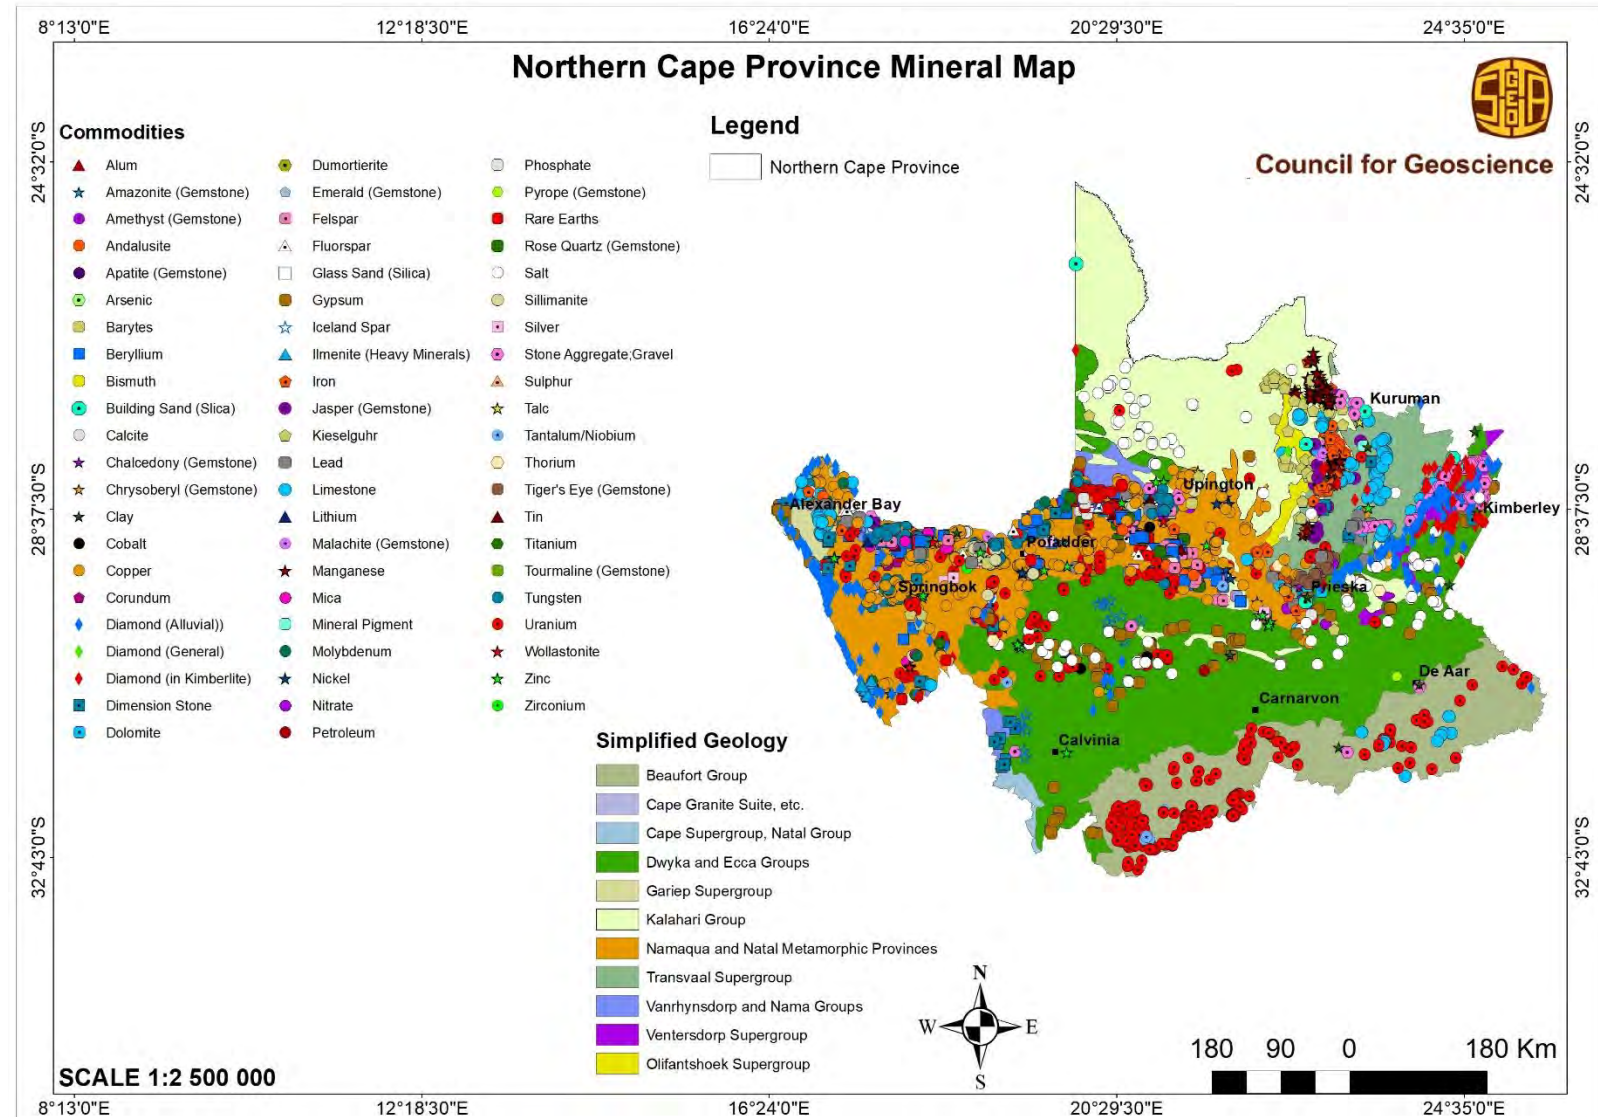 8°13'0"E 12°18'30"E 16°24'0"E 20°29'30"E 24°35'0"E
Northern Cape Province Mineral Map
Council for Geoscience
24°32'0"S
28°37'30"S
32°43'0"S
24°32'0"S
28°37'30"S
32°43'0"S
Commodities
Alum
Amazonite (Gemstone)
Amethyst (Gemstone)
Andalusite
Apatite (Gemstone)
Arsenic
Barytes
Beryllium
Bismuth
Building Sand (Slica)
Calcite
Chalcedony (Gemstone)
Chrysoberyl (Gemstone)
Clay
Cobalt
Copper
Corundum
Diamond (Alluvial))
Diamond (General)
Diamond (in Kimberlite)
Dimension Stone
Dolomite
Dumortierite
Emerald (Gemstone)
Felspar
Fluorspar
Glass Sand (Silica)
Gypsum
Iceland Spar
Ilmenite (Heavy Minerals)
Iron
Jasper (Gemstone)
Kieselguhr
Lead
Limestone
Lithium
Malachite (Gemstone)
Manganese
Mica
Mineral Pigment
Molybdenum
Nickel
Nitrate
Petroleum
Phosphate
Pyrope (Gemstone)
Rare Earths
Rose Quartz (Gemstone)
Salt
Sillimanite
Silver
Stone Aggregate;Gravel
Sulphur
Talc
Tantalum/Niobium
Thorium
Tiger's Eye (Gemstone)
Tin
Titanium
Tourmaline (Gemstone)
Tungsten
Uranium
Wollastonite
Zinc
Zirconium
Legend
Northern Cape Province
Kuruman
Upington
Alexander Bay
Kimberley
Pofadder
Springbok
Prieska
De Aar
Carnarvon
Calvinia
Simplified Geology
Beaufort Group
Cape Granite Suite, etc.
Cape Supergroup, Natal Group
Dwyka and Ecca Groups
Gariep Supergroup
Kalahari Group
Namaqua and Natal Metamorphic Provinces
Transvaal Supergroup
Vanrhynsdorp and Nama Groups
Ventersdorp Supergroup
Olifantshoek Supergroup
N
W E
S
180 90 0 180 Km
SCALE 1:2 500 000
8°13'0"E 12°18'30"E 16°24'0"E 20°29'30"E 24°35'0"E